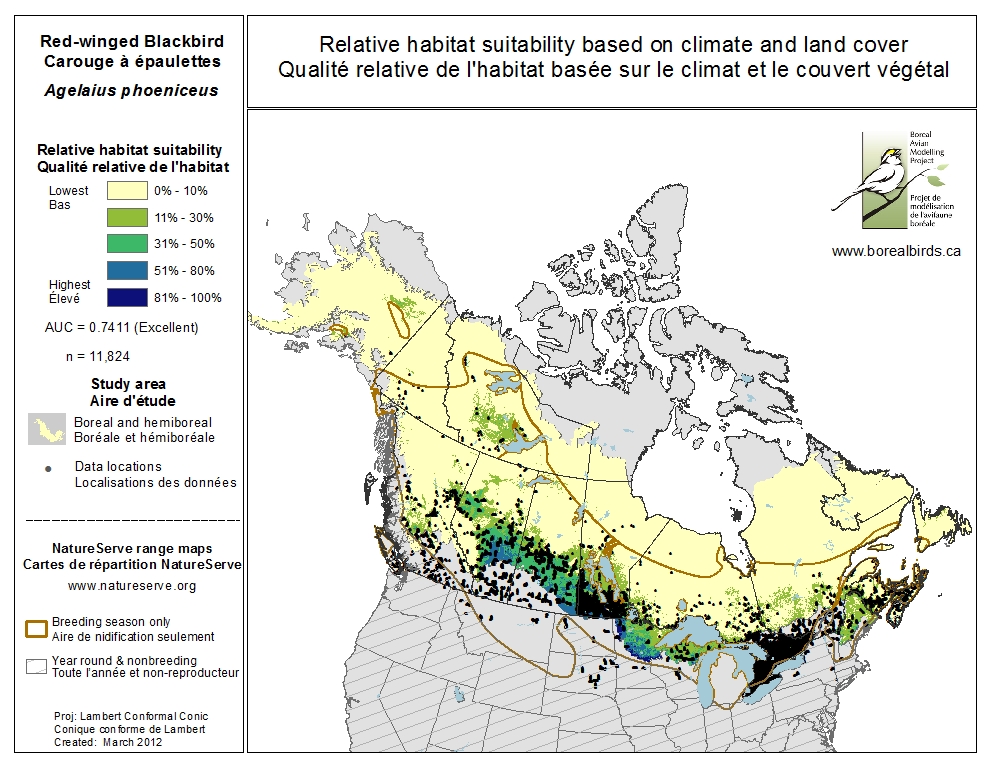 Red-winged Blackbird
Carouge à épaulettes
Agelaius phoeniceus
Relative habitat suitability
Qualité relative de l'habitat
Lowest
Bas
0% - 10%
11% - 30%
31% - 50%
51% - 80%
Highest
Élevé
81% - 100%
AUC = 0.7411 (Excellent)
n = 11,824
Study area
Aire d'étude
Boreal and hemiboreal
Boréale et hémiboréale
Data locations
Localisations des données
NatureServe range maps
Cartes de répartition NatureServe
www.natureserve.org
Breeding season only
Aire de nidification seulement
Year round & nonbreeding
Toute l'année et non-reproducteur
Proj: Lambert Conformal Conic
Conique conforme de Lambert
Created: March 2012
Relative habitat suitability based on climate and land cover
Qualité relative de l'habitat basée sur le climat et le couvert végétal
Boreal
Avian
Modelling
Project
Projet de
modélisation
de l'avifaune
boréale
www.borealbirds.ca